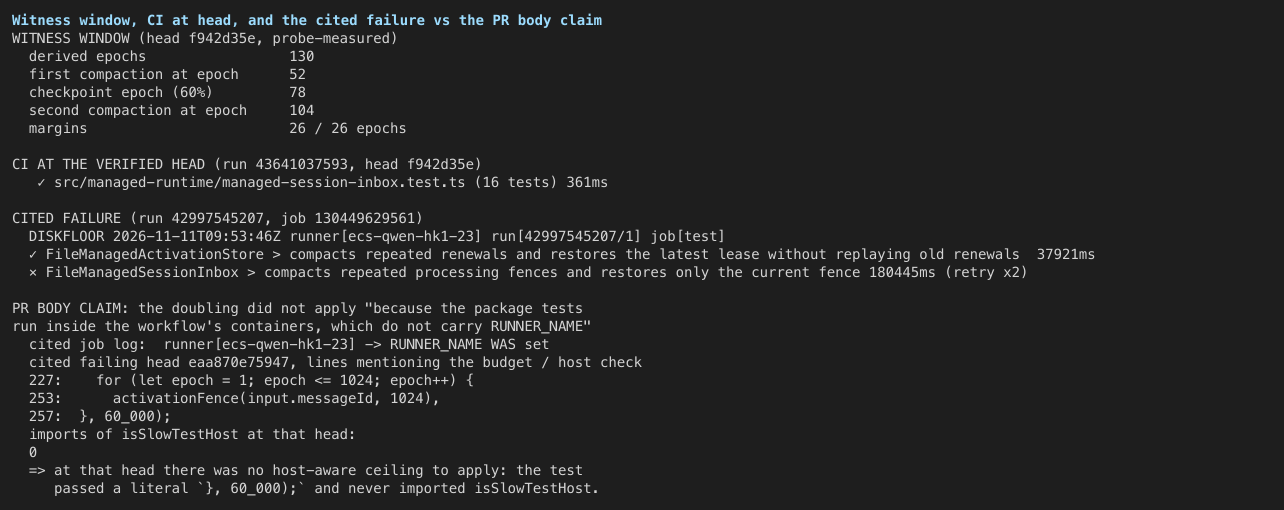 Witness window, CI at head, and the cited failure vs the PR body claim
WITNESS WINDOW (head f942d35e, probe-measured)
derived epochs 130
first compaction at epoch 52
checkpoint epoch (60%) 78
second compaction at epoch 104
margins 26 / 26 epochs
CI AT THE VERIFIED HEAD (run 43641037593, head f942d35e)
✓ src/managed-runtime/managed-session-inbox.test.ts (16 tests) 361ms
CITED FAILURE (run 42997545207, job 130449629561)
DISKFLOOR 2026-11-11T09:53:46Z runner[ecs-qwen-hk1-23] run[42997545207/1] job[test]
✓ FileManagedActivationStore > compacts repeated renewals and restores the latest lease without replaying old renewals 37921ms
× FileManagedSessionInbox > compacts repeated processing fences and restores only the current fence 180445ms (retry x2)
PR BODY CLAIM: the doubling did not apply "because the package tests
run inside the workflow's containers, which do not carry RUNNER_NAME"
cited job log: runner[ecs-qwen-hk1-23] -> RUNNER_NAME WAS set
cited failing head eaa870e75947, lines mentioning the budget / host check
227: for (let epoch = 1; epoch <= 1024; epoch++) {
253: activationFence(input.messageId, 1024),
257: }, 60_000);
imports of isSlowTestHost at that head:
0
=> at that head there was no host-aware ceiling to apply: the test
passed a literal `}, 60_000);` and never imported isSlowTestHost.